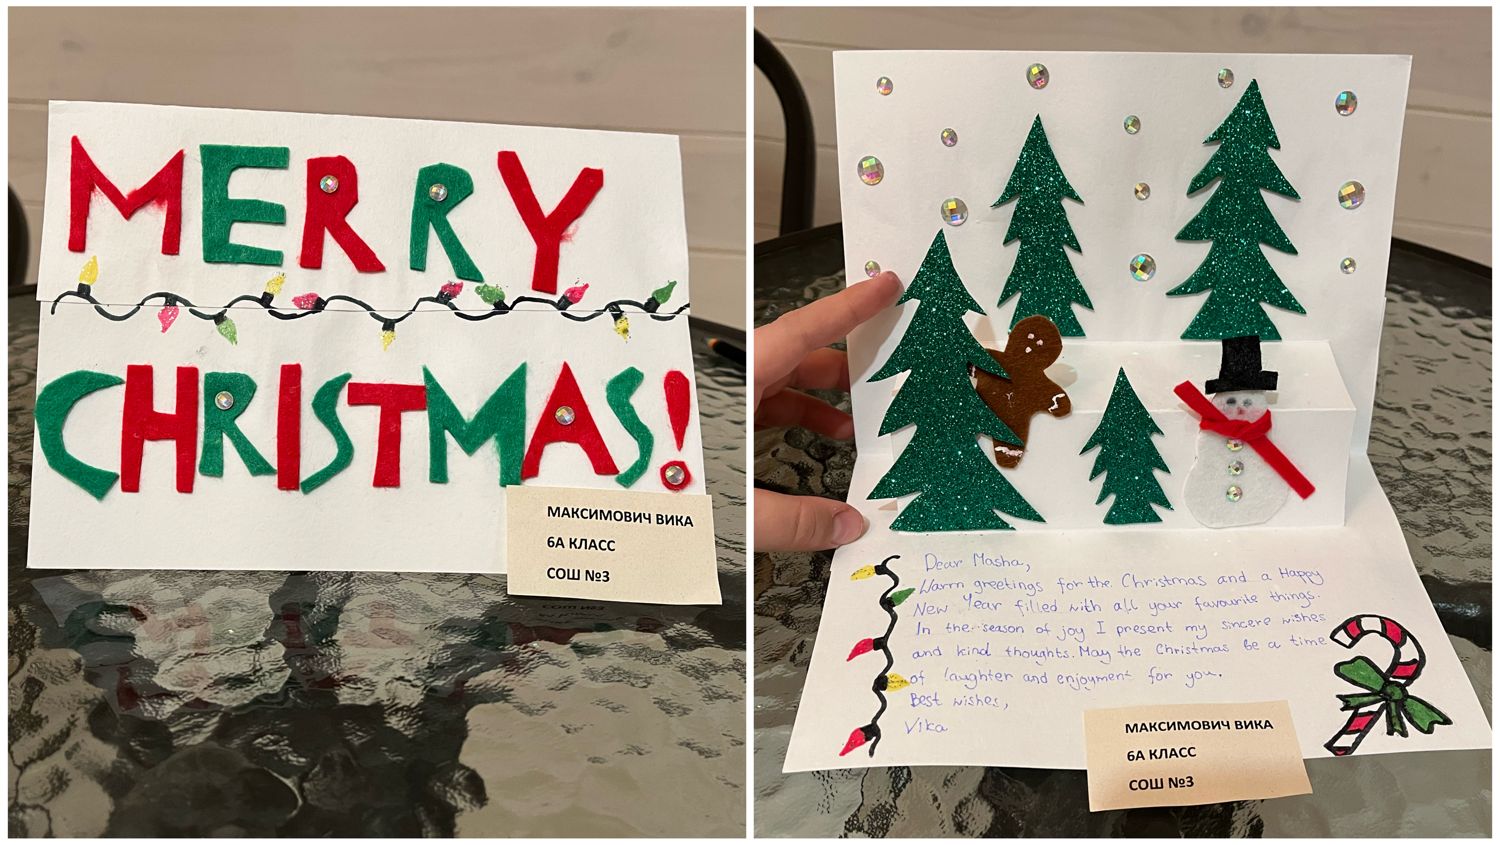 MERRY
CHRISTMAS!
МАКСИМОВИЧ ВИКА
6А КЛАСС
СОШ №3
Dear Masha,
Warm greetings for the Christmas and a Happy
New Year filled with all your favourite things.
In the season of joy I present my sincere wishes
and kind thoughts. May the Christmas be a time
of laughter and enjoyment for you.
Best wishes,
Vika
МАКСИМОВИЧ ВИКА
6А КЛАСС
СОШ №3